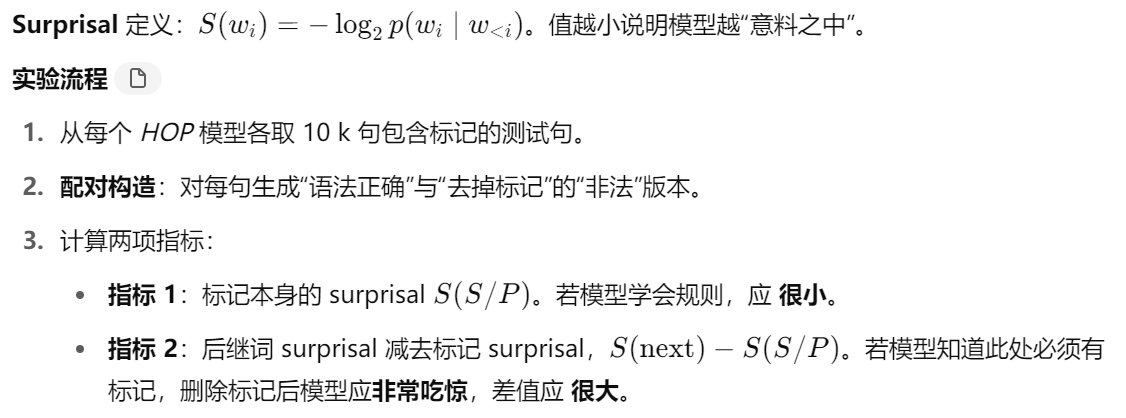 Surprisal 定义：S(w_i) = − log_2 p(w_i | w_{<i})。值越小说明模型越“意料之中”。
实验流程
1. 从每个 HOP 模型各取 10 k 句包含标记的测试句。
2. 配对构造：对每句生成“语法正确”与“去掉标记”的“非法”版本。
3. 计算两项指标：
• 指标 1：标记本身的 surprisal S(S/P)。若模型学会规则，应 很小。
• 指标 2：后继词 surprisal 减去标记 surprisal，S(next) − S(S/P)。若模型知道此处必须有
标记，删除标记后模型应非常吃惊，差值应 很大。